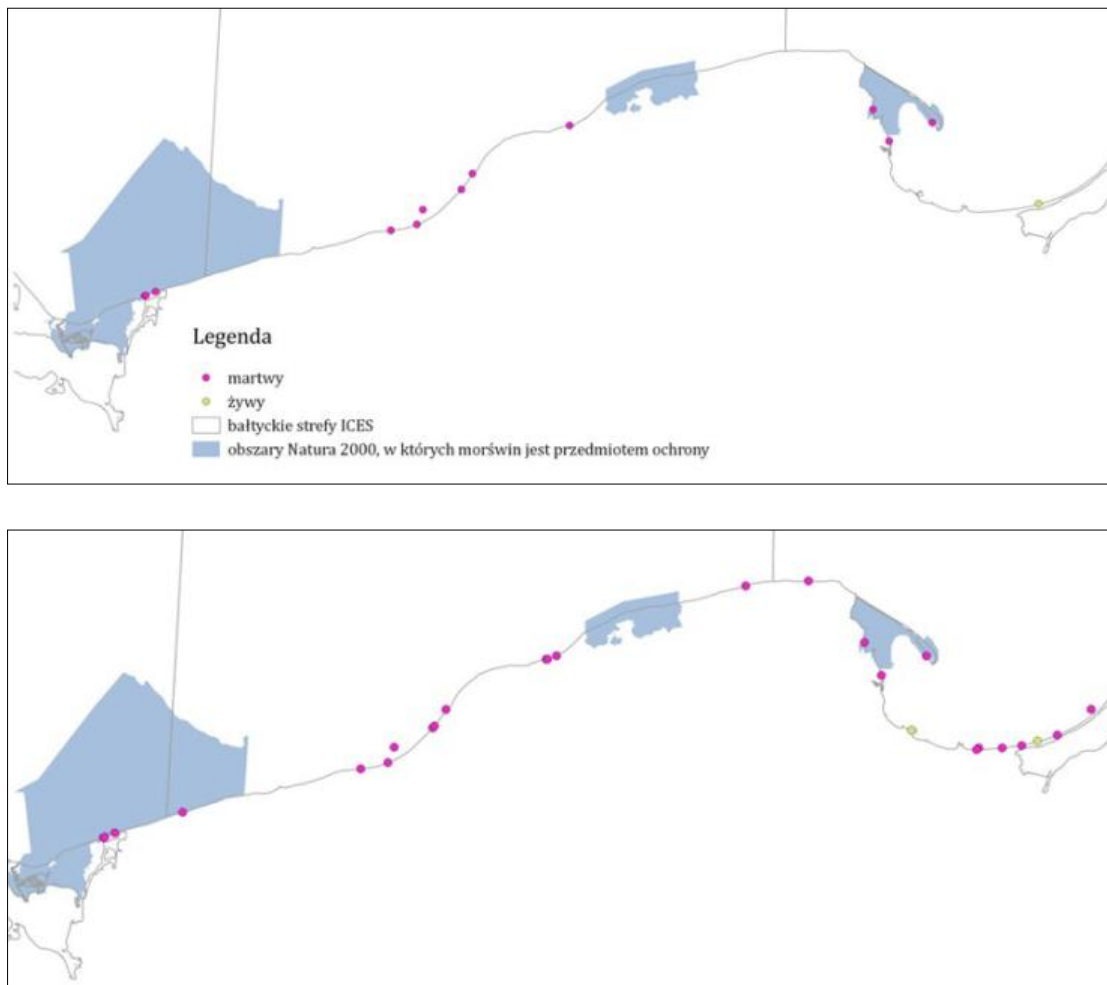 Legenda
martwy
żywy
bałtyckie strefy ICES
obszary Natura 2000, w których morświn jest przedmiotem ochrony